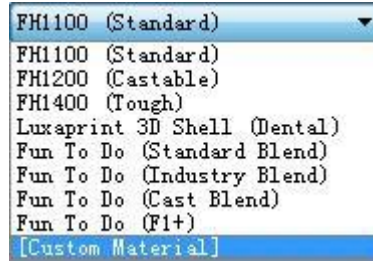 FH1100 (Standard)
FH1100 (Standard)
FH1200 (Castable)
FH1400 (Tough)
Luxaprint 3D Shell (Dental)
Fun To Do (Standard Blend)
Fun To Do (Industry Blend)
Fun To Do (Cast Blend)
Fun To Do (F1+)
[Custom Material]